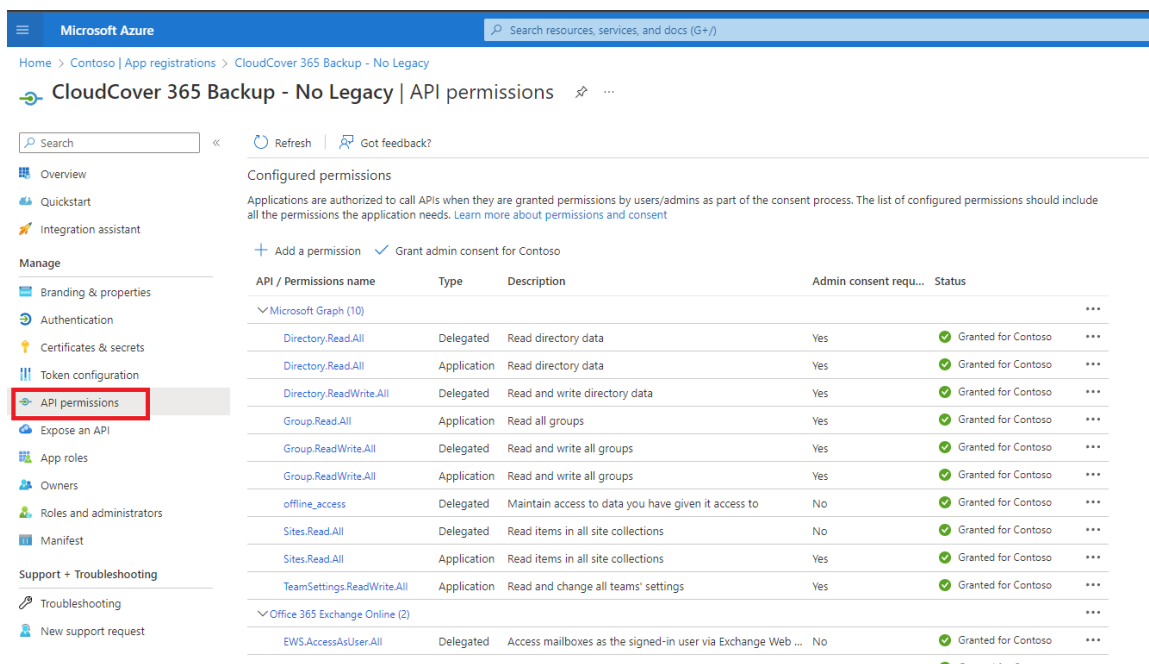 Microsoft Azure
Search resources, services, and docs (G+/)
Home > Contoso | App registrations > CloudCover 365 Backup - No Legacy
CloudCover 365 Backup - No Legacy | API permissions ...
Search «
Refresh Got feedback?
Overview
Quickstart
Integration assistant
Manage
Branding & properties
Authentication
Certificates & secrets
Token configuration
API permissions
Expose an API
App roles
Owners
Roles and administrators
Manifest
Support + Troubleshooting
Troubleshooting
New support request
Configured permissions
Applications are authorized to call APIs when they are granted permissions by users/admins as part of the consent process. The list of configured permissions should include
all the permissions the application needs. Learn more about permissions and consent
Add a permission Grant admin consent for Contoso
API / Permissions name Type Description Admin consent requ... Status
Microsoft Graph (10) ...
Directory.Read.All Delegated Read directory data Yes Granted for Contoso ...
Directory.Read.All Application Read directory data Yes Granted for Contoso ...
Directory.ReadWrite.All Delegated Read and write directory data Yes Granted for Contoso ...
Group.Read.All Application Read all groups Yes Granted for Contoso ...
Group.ReadWrite.All Delegated Read and write all groups Yes Granted for Contoso ...
Group.ReadWrite.All Application Read and write all groups Yes Granted for Contoso ...
offline_access Delegated Maintain access to data you have given it access to No Granted for Contoso ...
Sites.Read.All Delegated Read items in all site collections No Granted for Contoso ...
Sites.Read.All Application Read items in all site collections Yes Granted for Contoso ...
TeamSettings.ReadWrite.All Application Read and change all teams' settings Yes Granted for Contoso ...
Office 365 Exchange Online (2) ...
EWS.AccessAsUser.All Delegated Access mailboxes as the signed-in user via Exchange Web ... No Granted for Contoso ...